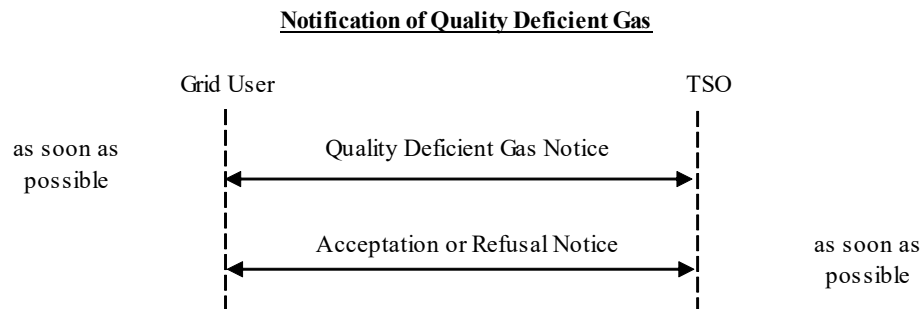 Notification of Quality Deficient Gas
Grid User
TSO
as soon as
possible
Quality Deficient Gas Notice
Acceptation or Refusal Notice
as soon as
possible